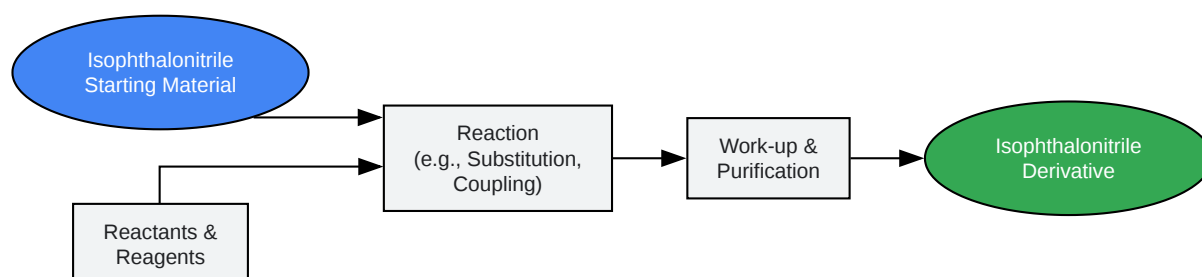 Isophthalonitrile
Starting Material
Reactants &
Reagents
Reaction
(e.g., Substitution,
Coupling)
Work-up &
Purification
Isophthalonitrile
Derivative